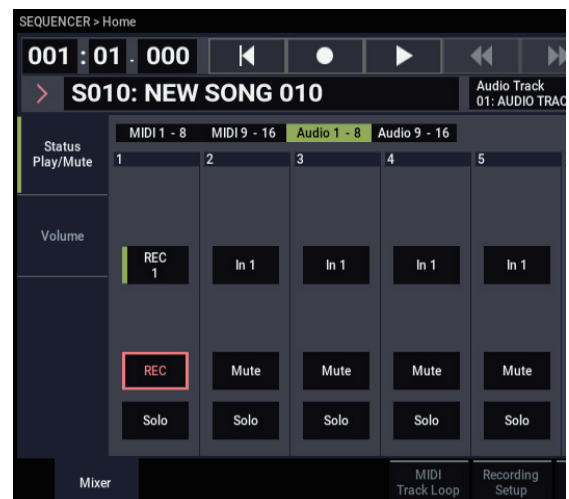 SEQUENCER > Home
001 : 01 . 000
S010: NEW SONG 010
Audio Track
01: AUDIO TRAC
Status
Play/Mute
MIDI 1 - 8 MIDI 9 - 16 Audio 1 - 8 Audio 9 - 16
1 2 3 4 5
Volume
REC
1
In 1 In 1 In 1 In 1
REC Mute Mute Mute Mute
Solo Solo Solo Solo Solo
Mixer
MIDI
Track Loop
Recording
Setup